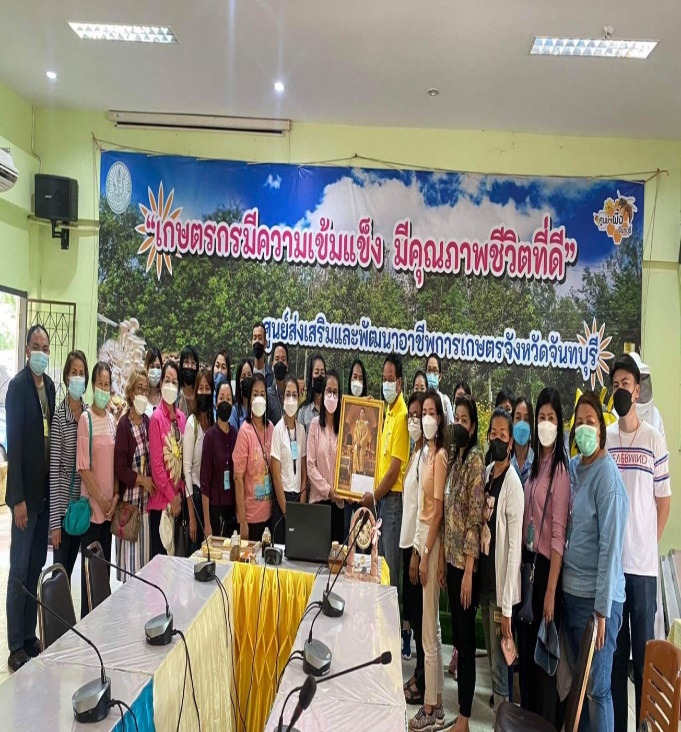 "เกษตรกรมีความเข้มแข็ง มีคุณภาพชีวิตที่ดี"
ศูนย์ส่งเสริมและพัฒนาอาชีพการเกษตรจังหวัดจันทบุรี